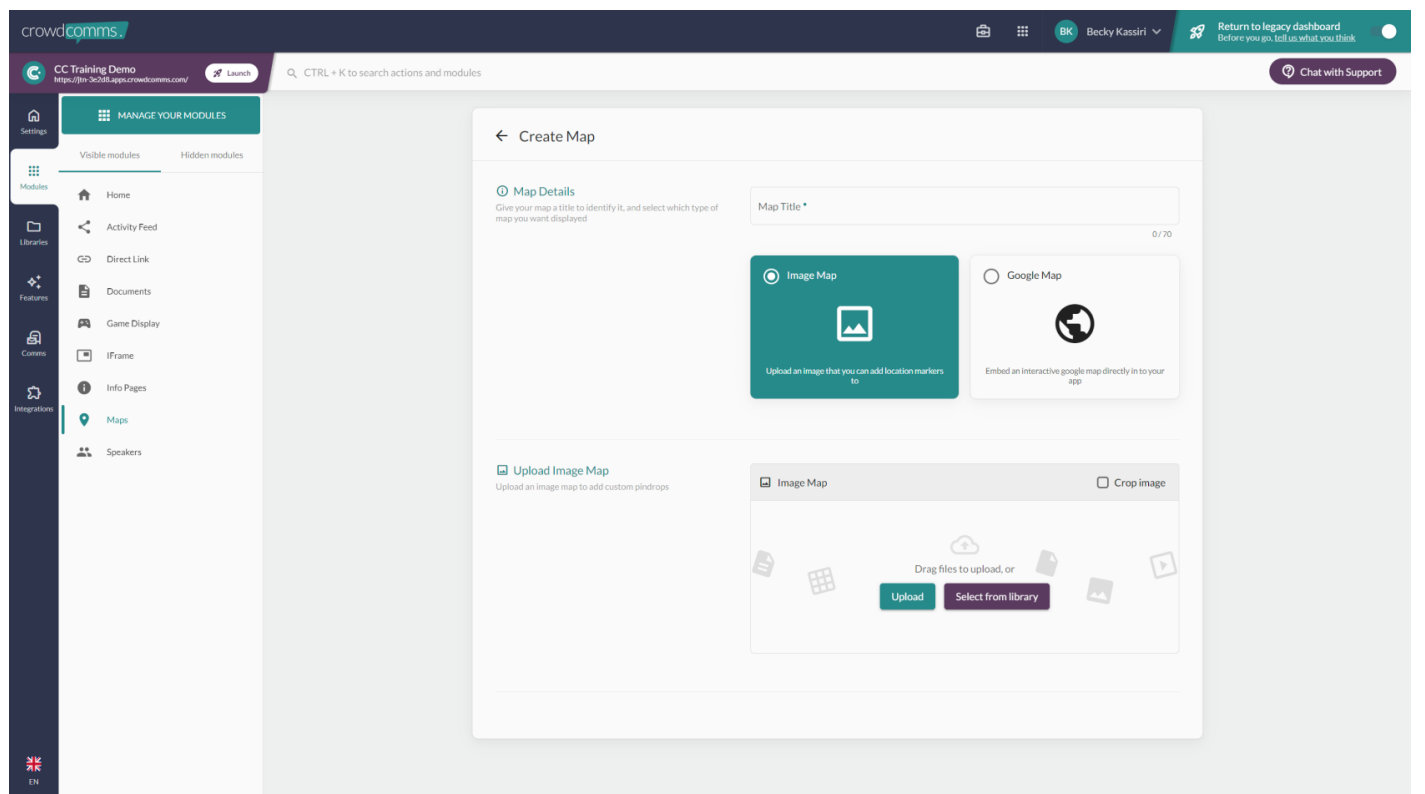 crowdcomms.
BK
Becky Kassiri
Return to legacy dashboard
Before you go, tell us what you think
CC Training Demo
https://jtn-3e2d8.apps.crowdcomms.com/
Launch
CTRL + K to search actions and modules
Chat with Support
Settings
Modules
Libraries
Features
Comms
Integrations
EN
MANAGE YOUR MODULES
Visible modules
Hidden modules
Home
Activity Feed
Direct Link
Documents
Game Display
IFrame
Info Pages
Maps
Speakers
Create Map
Map Details
Give your map a title to identify it, and select which type of
map you want displayed
Map Title *
0 / 70
Image Map
Upload an image that you can add location markers
to
Google Map
Embed an interactive google map directly in to your
app
Upload Image Map
Upload an image map to add custom pindrops
Image Map
Crop image
Drag files to upload, or
Upload
Select from library